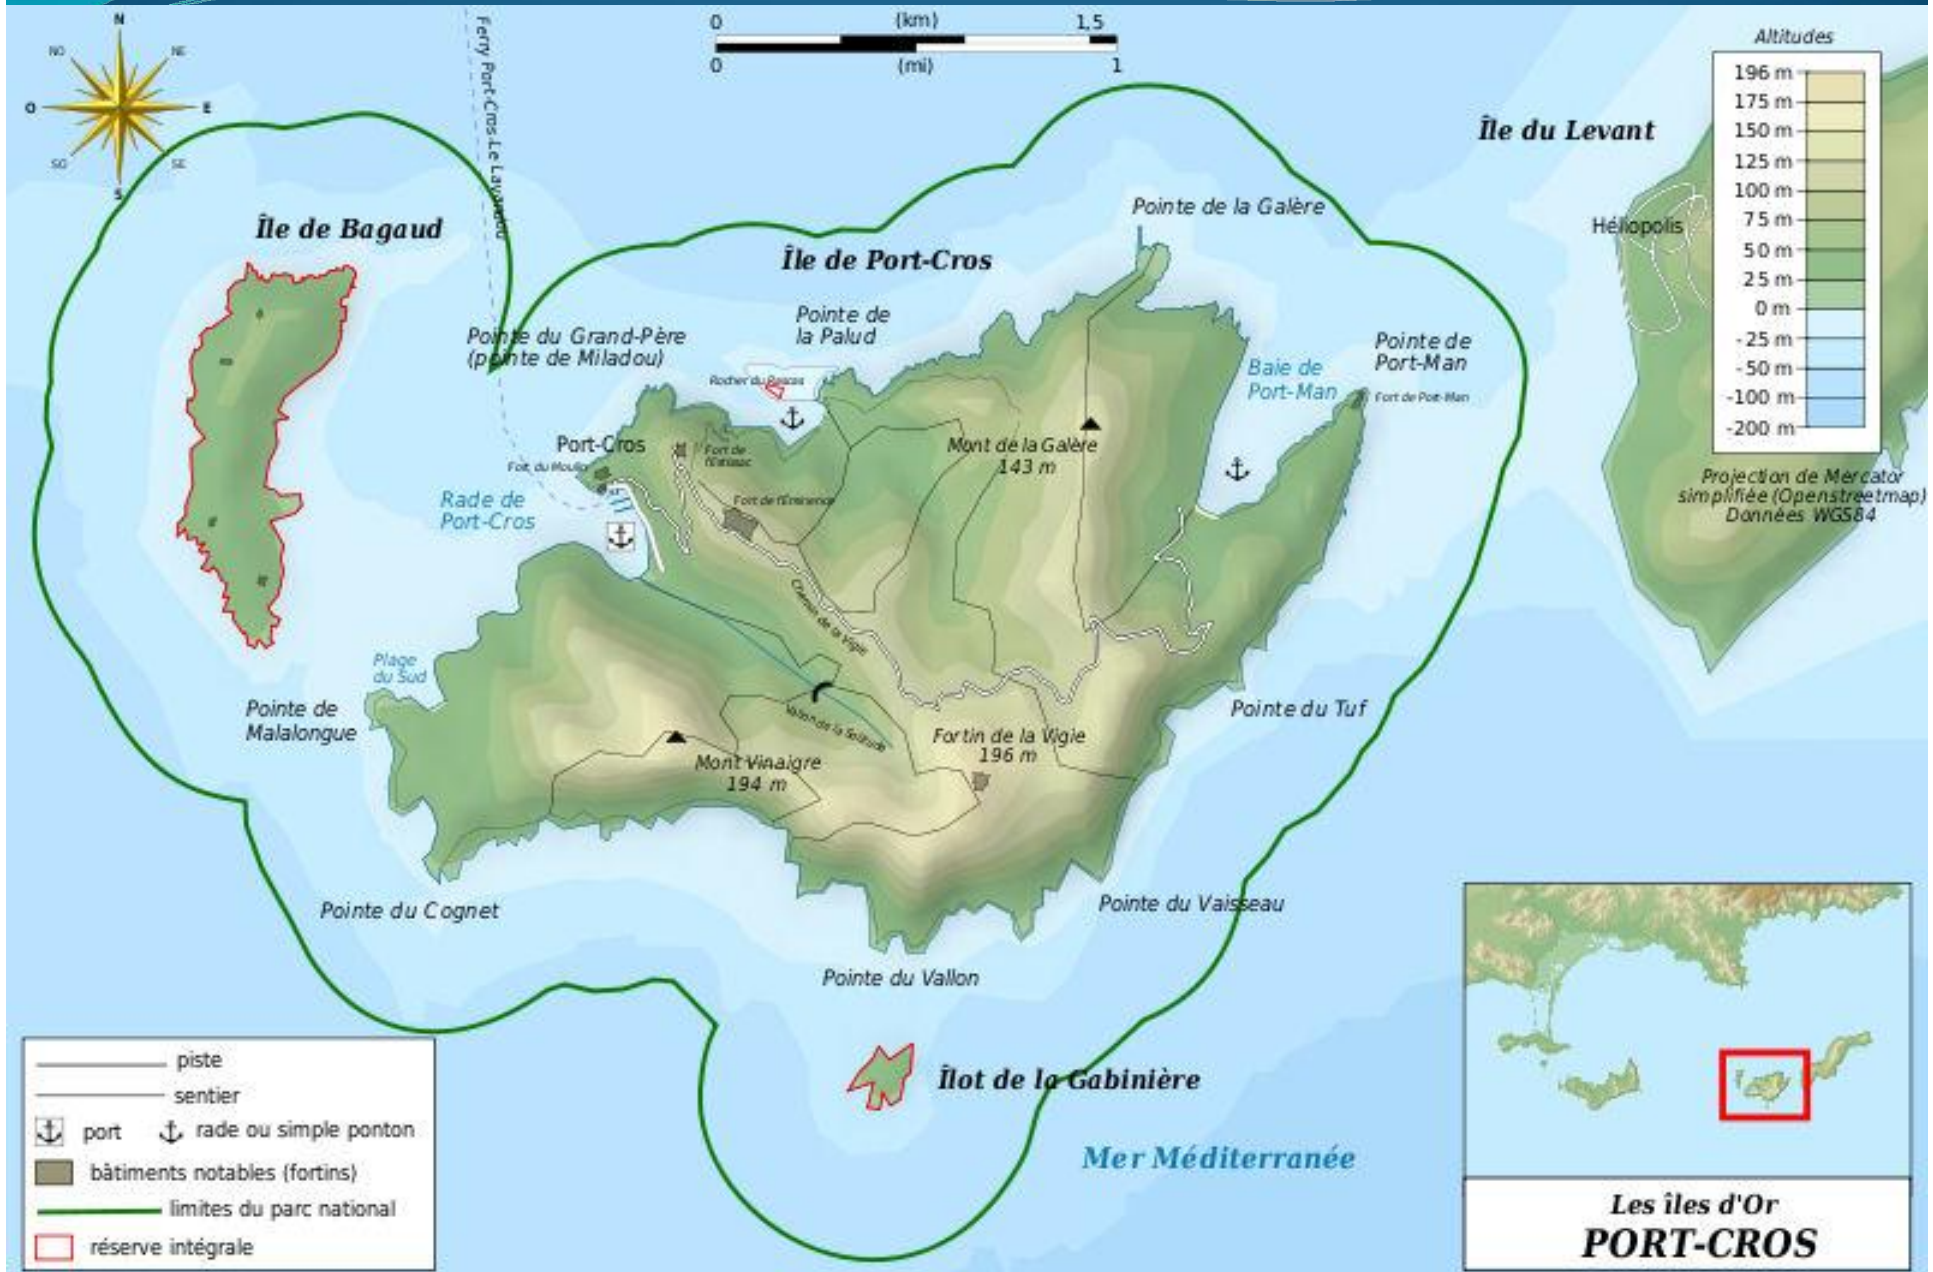 N
NO
NE
O
E
SO
SE
S
Ferry Port-Cros-Le Lavandou
0
(km)
1,5
0
(mi)
1
Île de Bagaud
Île de Port-Cros
Île du Levant
Héliopolis
Pointe de la Galère
Pointe du Grand-Père
(pointe de Miladou)
Pointe de
la Palud
Rocher du Rascas
Baie de
Port-Man
Pointe de
Port-Man
Fort de Port-Man
Port-Cros
Fort du Moulin
Fort de
l'Estissac
Fort de l'Éminence
Mont de la Galère
143 m
Rade de
Port-Cros
Chemin de la Vigie
Plage
du Sud
Pointe de
Malalongue
Vallon de la Solitude
Mont Vinaigre
194 m
Fortin de la Vigie
196 m
Pointe du Tuf
Pointe du Cognet
Pointe du Vaisseau
Pointe du Vallon
Îlot de la Gabinière
Mer Méditerranée
Altitudes
196 m
175 m
150 m
125 m
100 m
75 m
50 m
25 m
0 m
-25 m
-50 m
-100 m
-200 m
Projection de Mercator
simplifiée (Openstreetmap)
Données WGS84
piste
sentier
port
rade ou simple ponton
bâtiments notables (fortins)
limites du parc national
réserve intégrale
Les îles d'Or
PORT-CROS